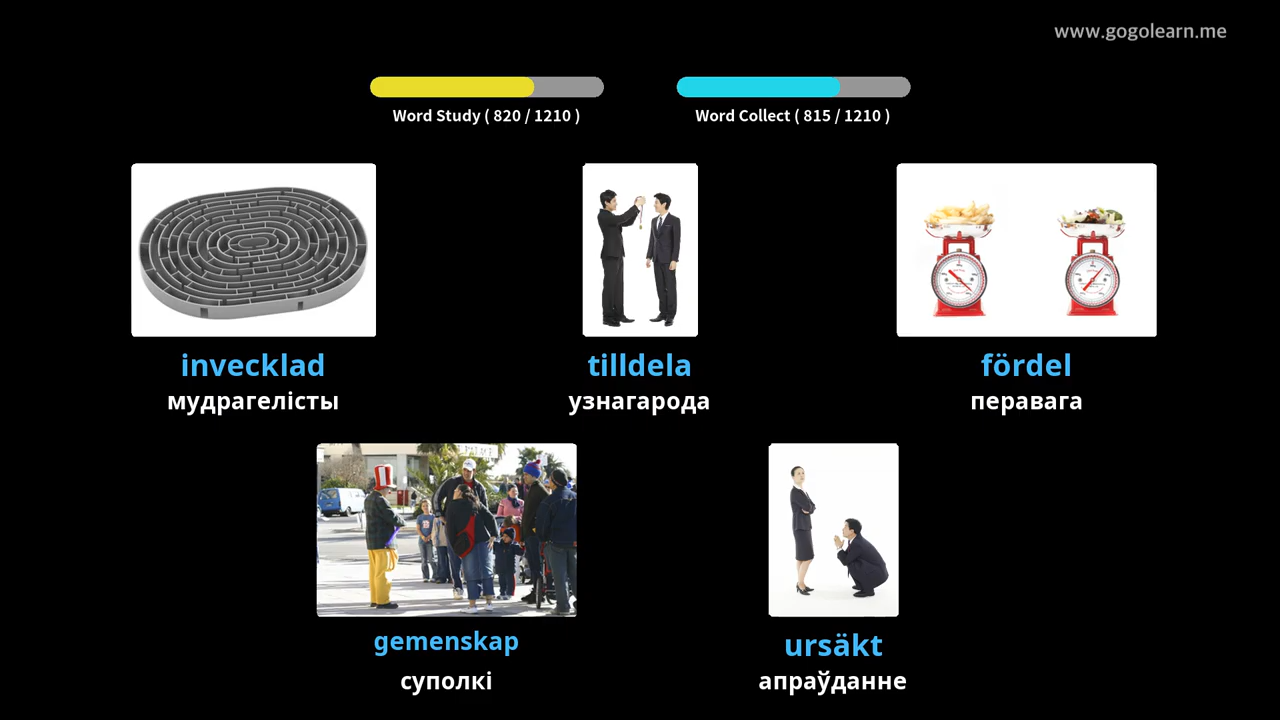 www.gogolearn.me
Word Study ( 820 / 1210 )
Word Collect ( 815 / 1210 )
invecklad
tilldela
fördel
мудрагелісты
узнагарода
перавага
gemenskap
ursäkt
суполкі
апраўданне